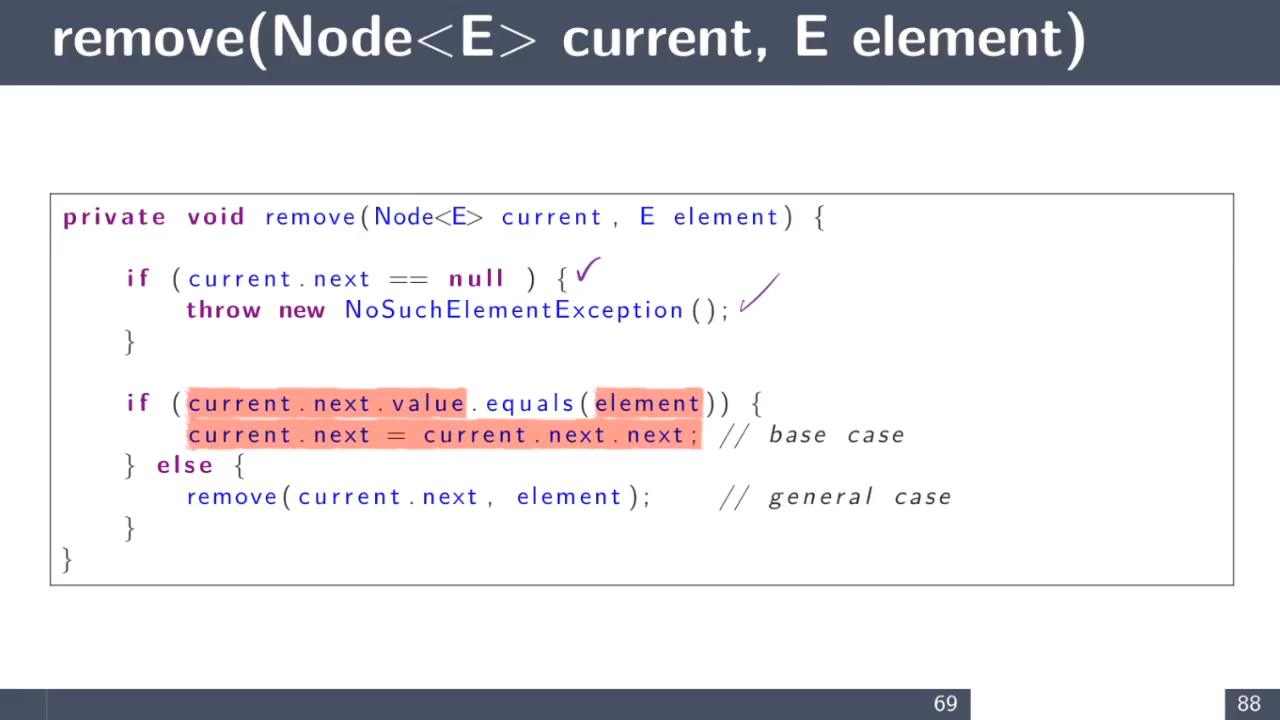 remove(Node<E> current, E element)
private void remove(Node<E> current, E element) {
if (current.next == null ) {
throw new NoSuchElementException();
}
if (current.next.value.equals(element)) {
current.next = current.next.next; // base case
} else {
remove(current.next, element); // general case
}
}
69 88